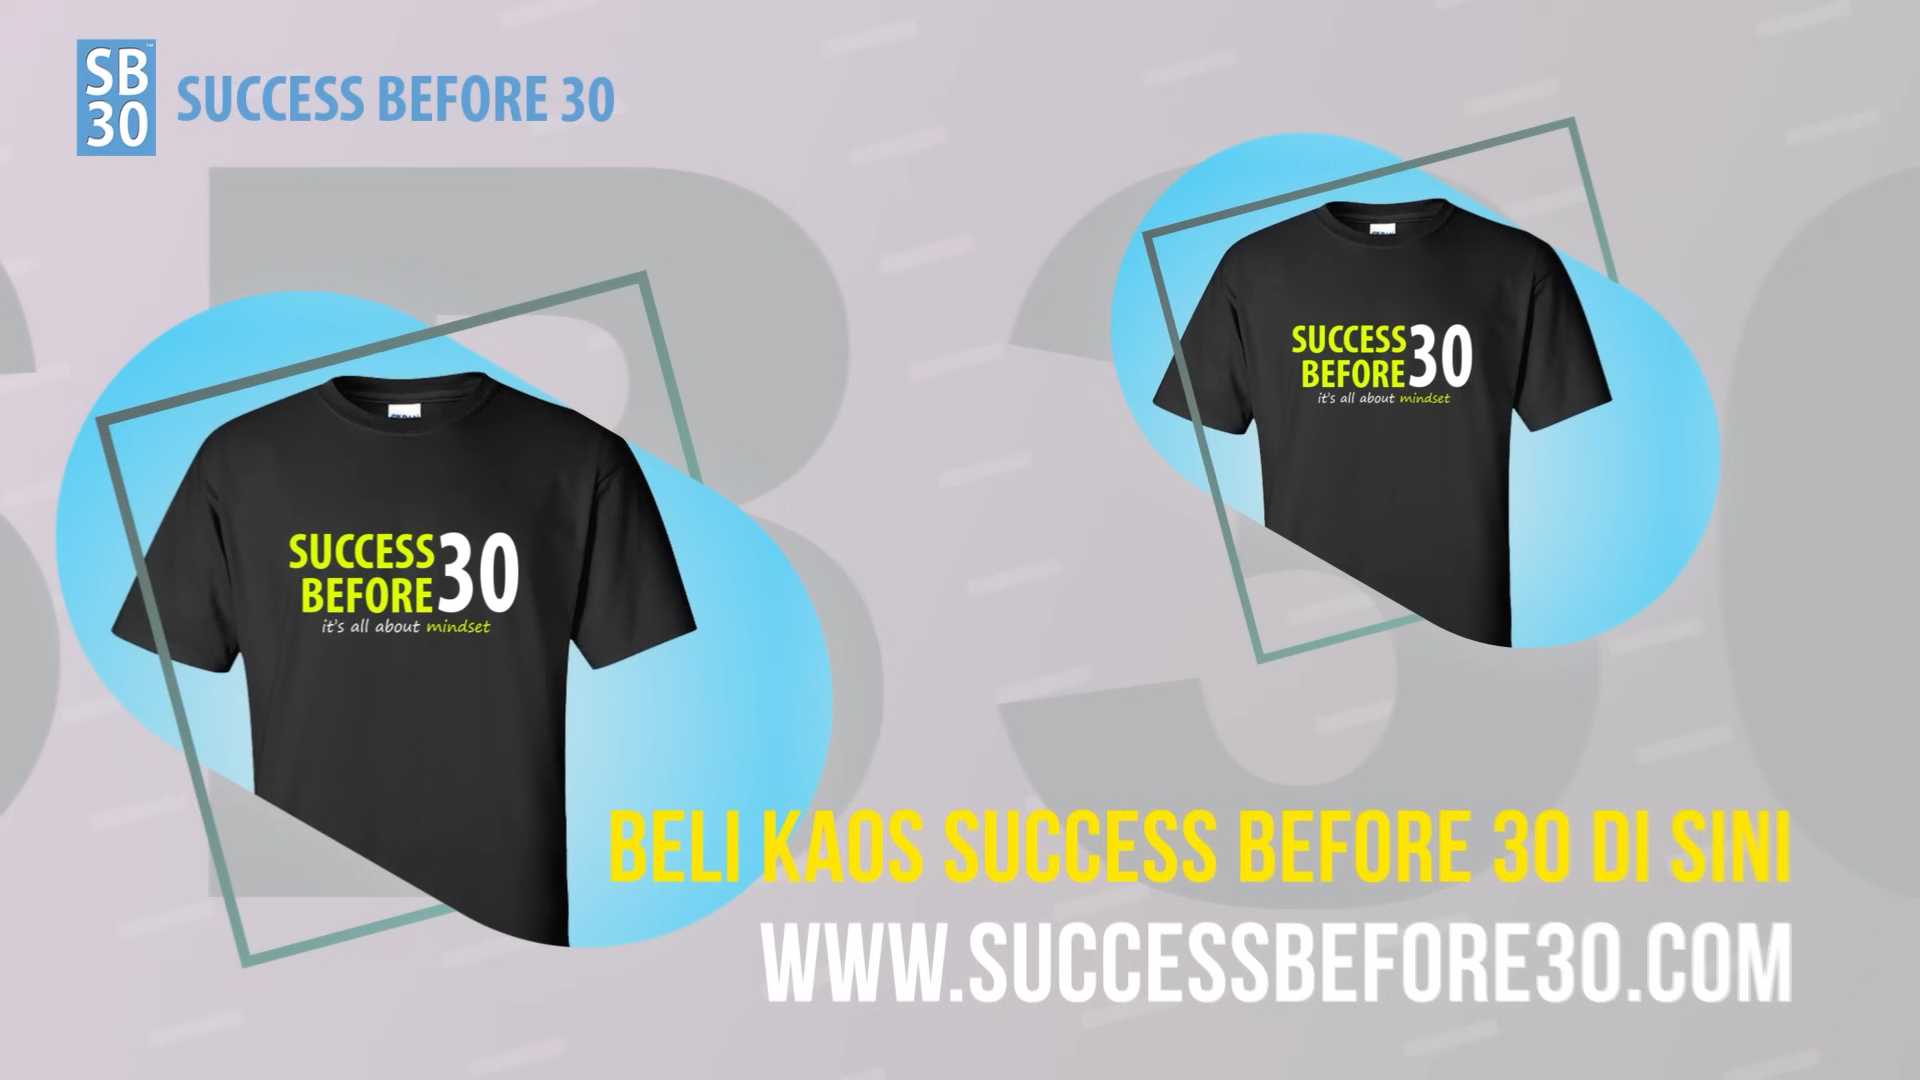 SB™
30
SUCCESS BEFORE 30
SUCCESS
BEFORE 30
it's all about mindset
SUCCESS
BEFORE 30
it's all about mindset
BELI KAOS SUCCESS BEFORE 30 DI SINI
WWW.SUCCESSBEFORE30.COM